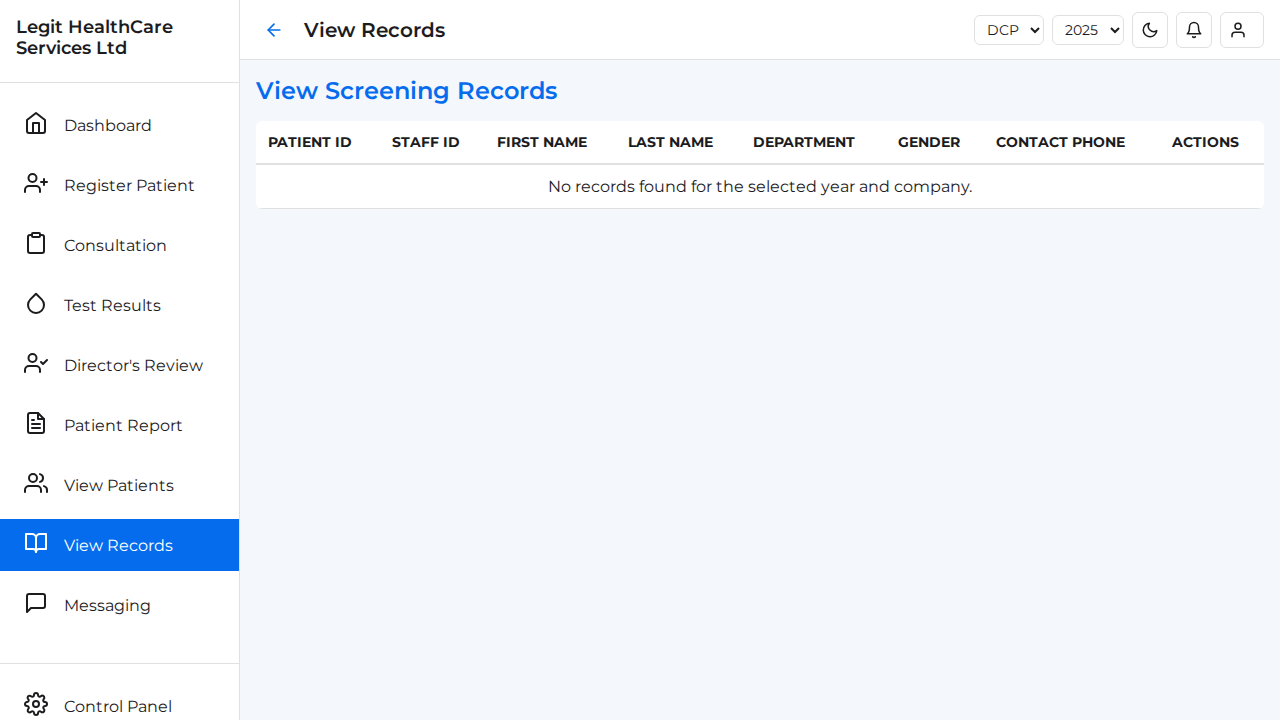 Legit HealthCare
Services Ltd
Dashboard
Register Patient
Consultation
Test Results
Director's Review
Patient Report
View Patients
View Records
Messaging
Control Panel
View Records
DCP
2025
View Screening Records
PATIENT ID STAFF ID FIRST NAME LAST NAME DEPARTMENT GENDER CONTACT PHONE ACTIONS
No records found for the selected year and company.